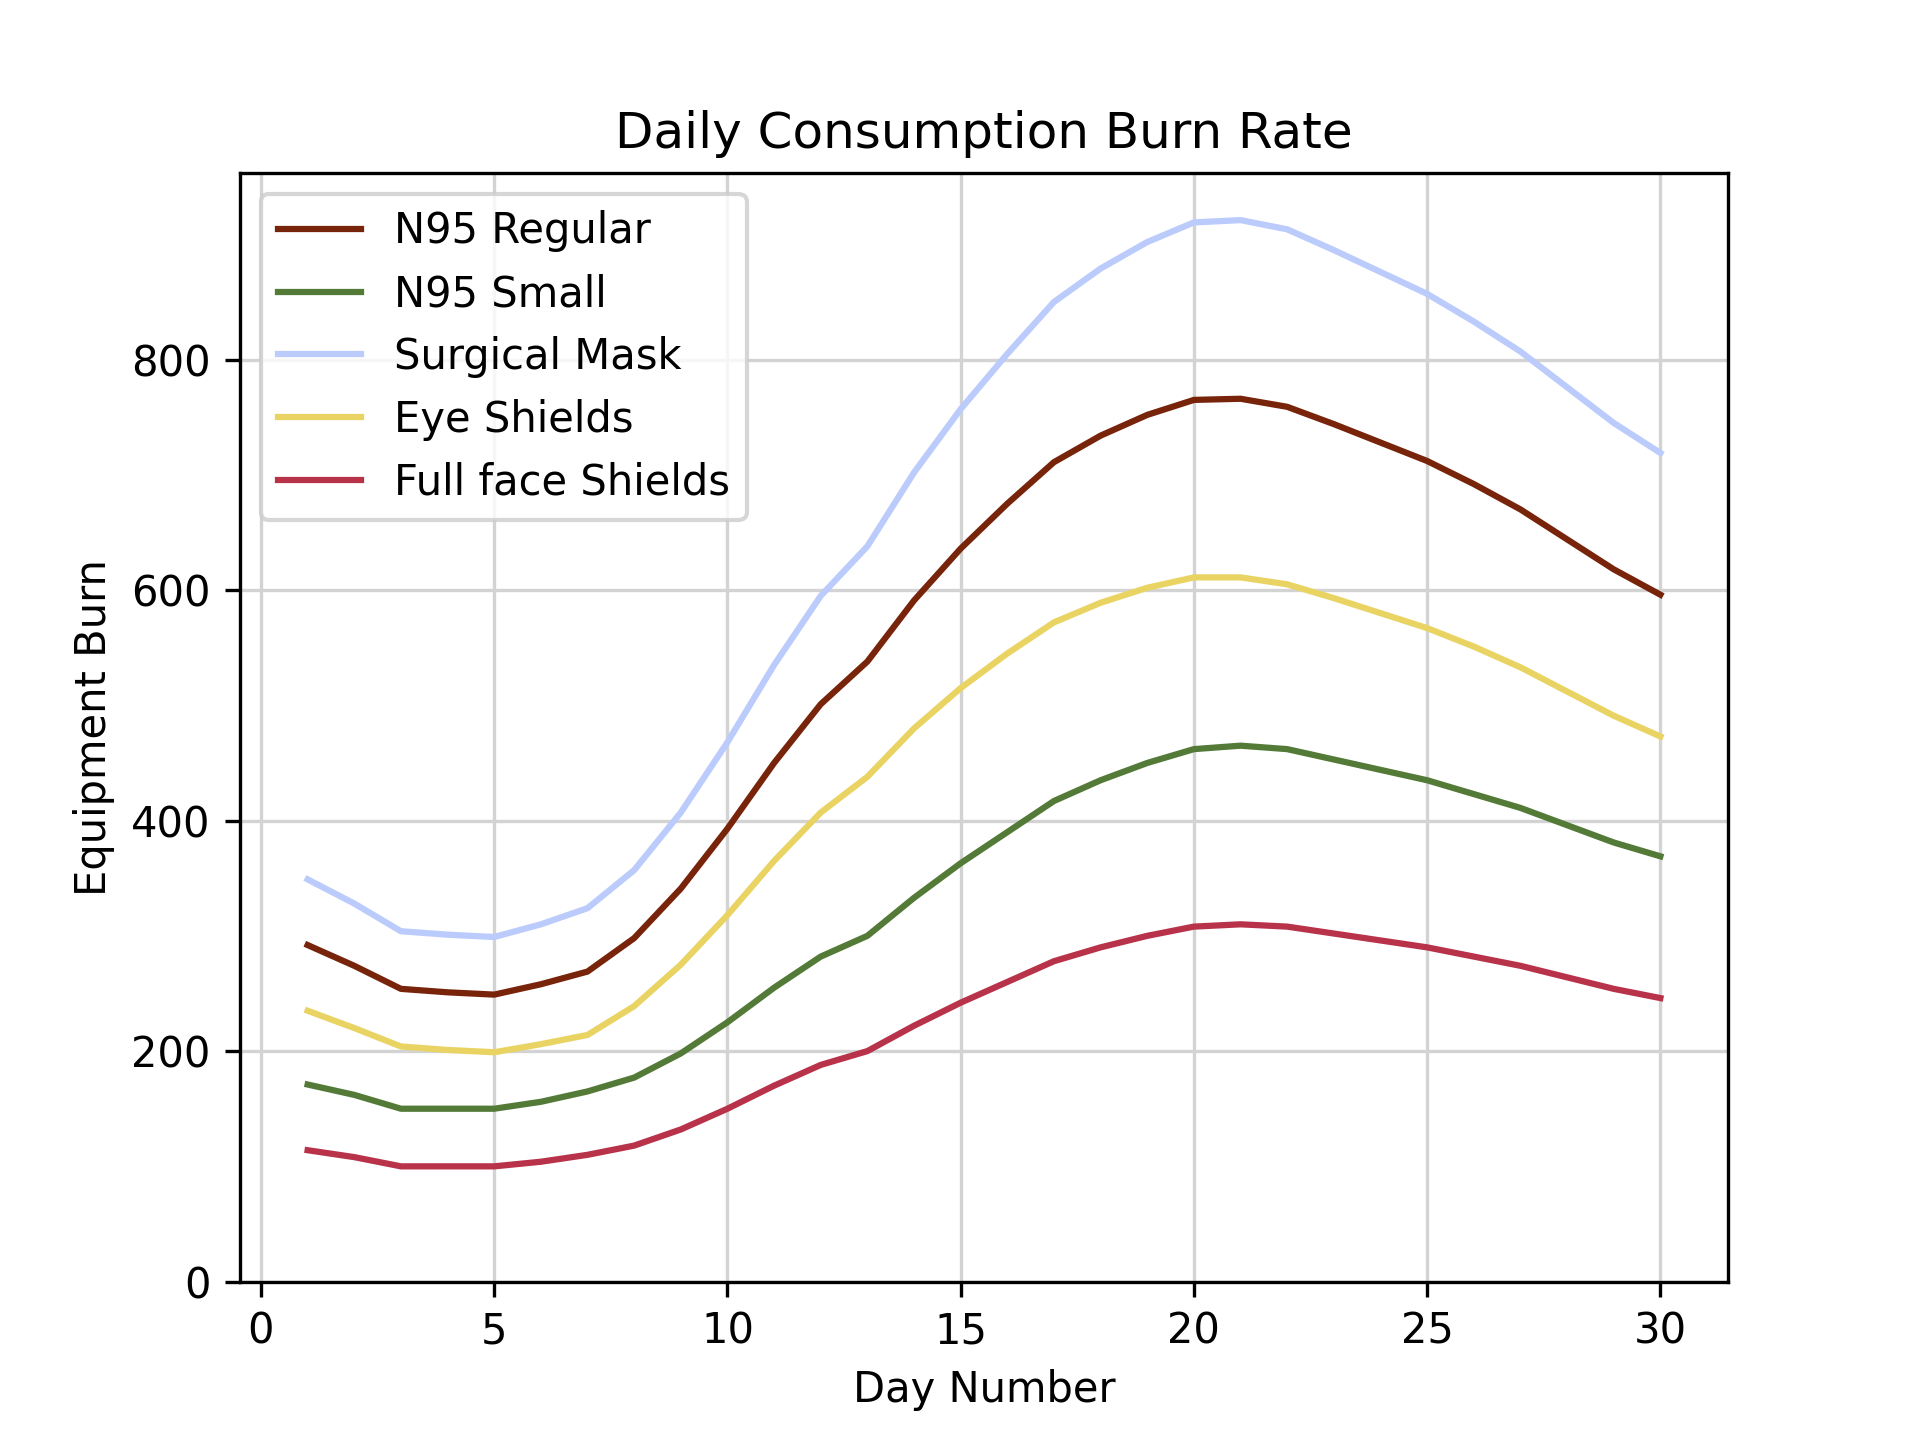 Daily Consumption Burn Rate
N95 Regular
N95 Small
Surgical Mask
Eye Shields
Full face Shields
Equipment Burn
800
600
400
200
0
0 5 10 15 20 25 30
Day Number